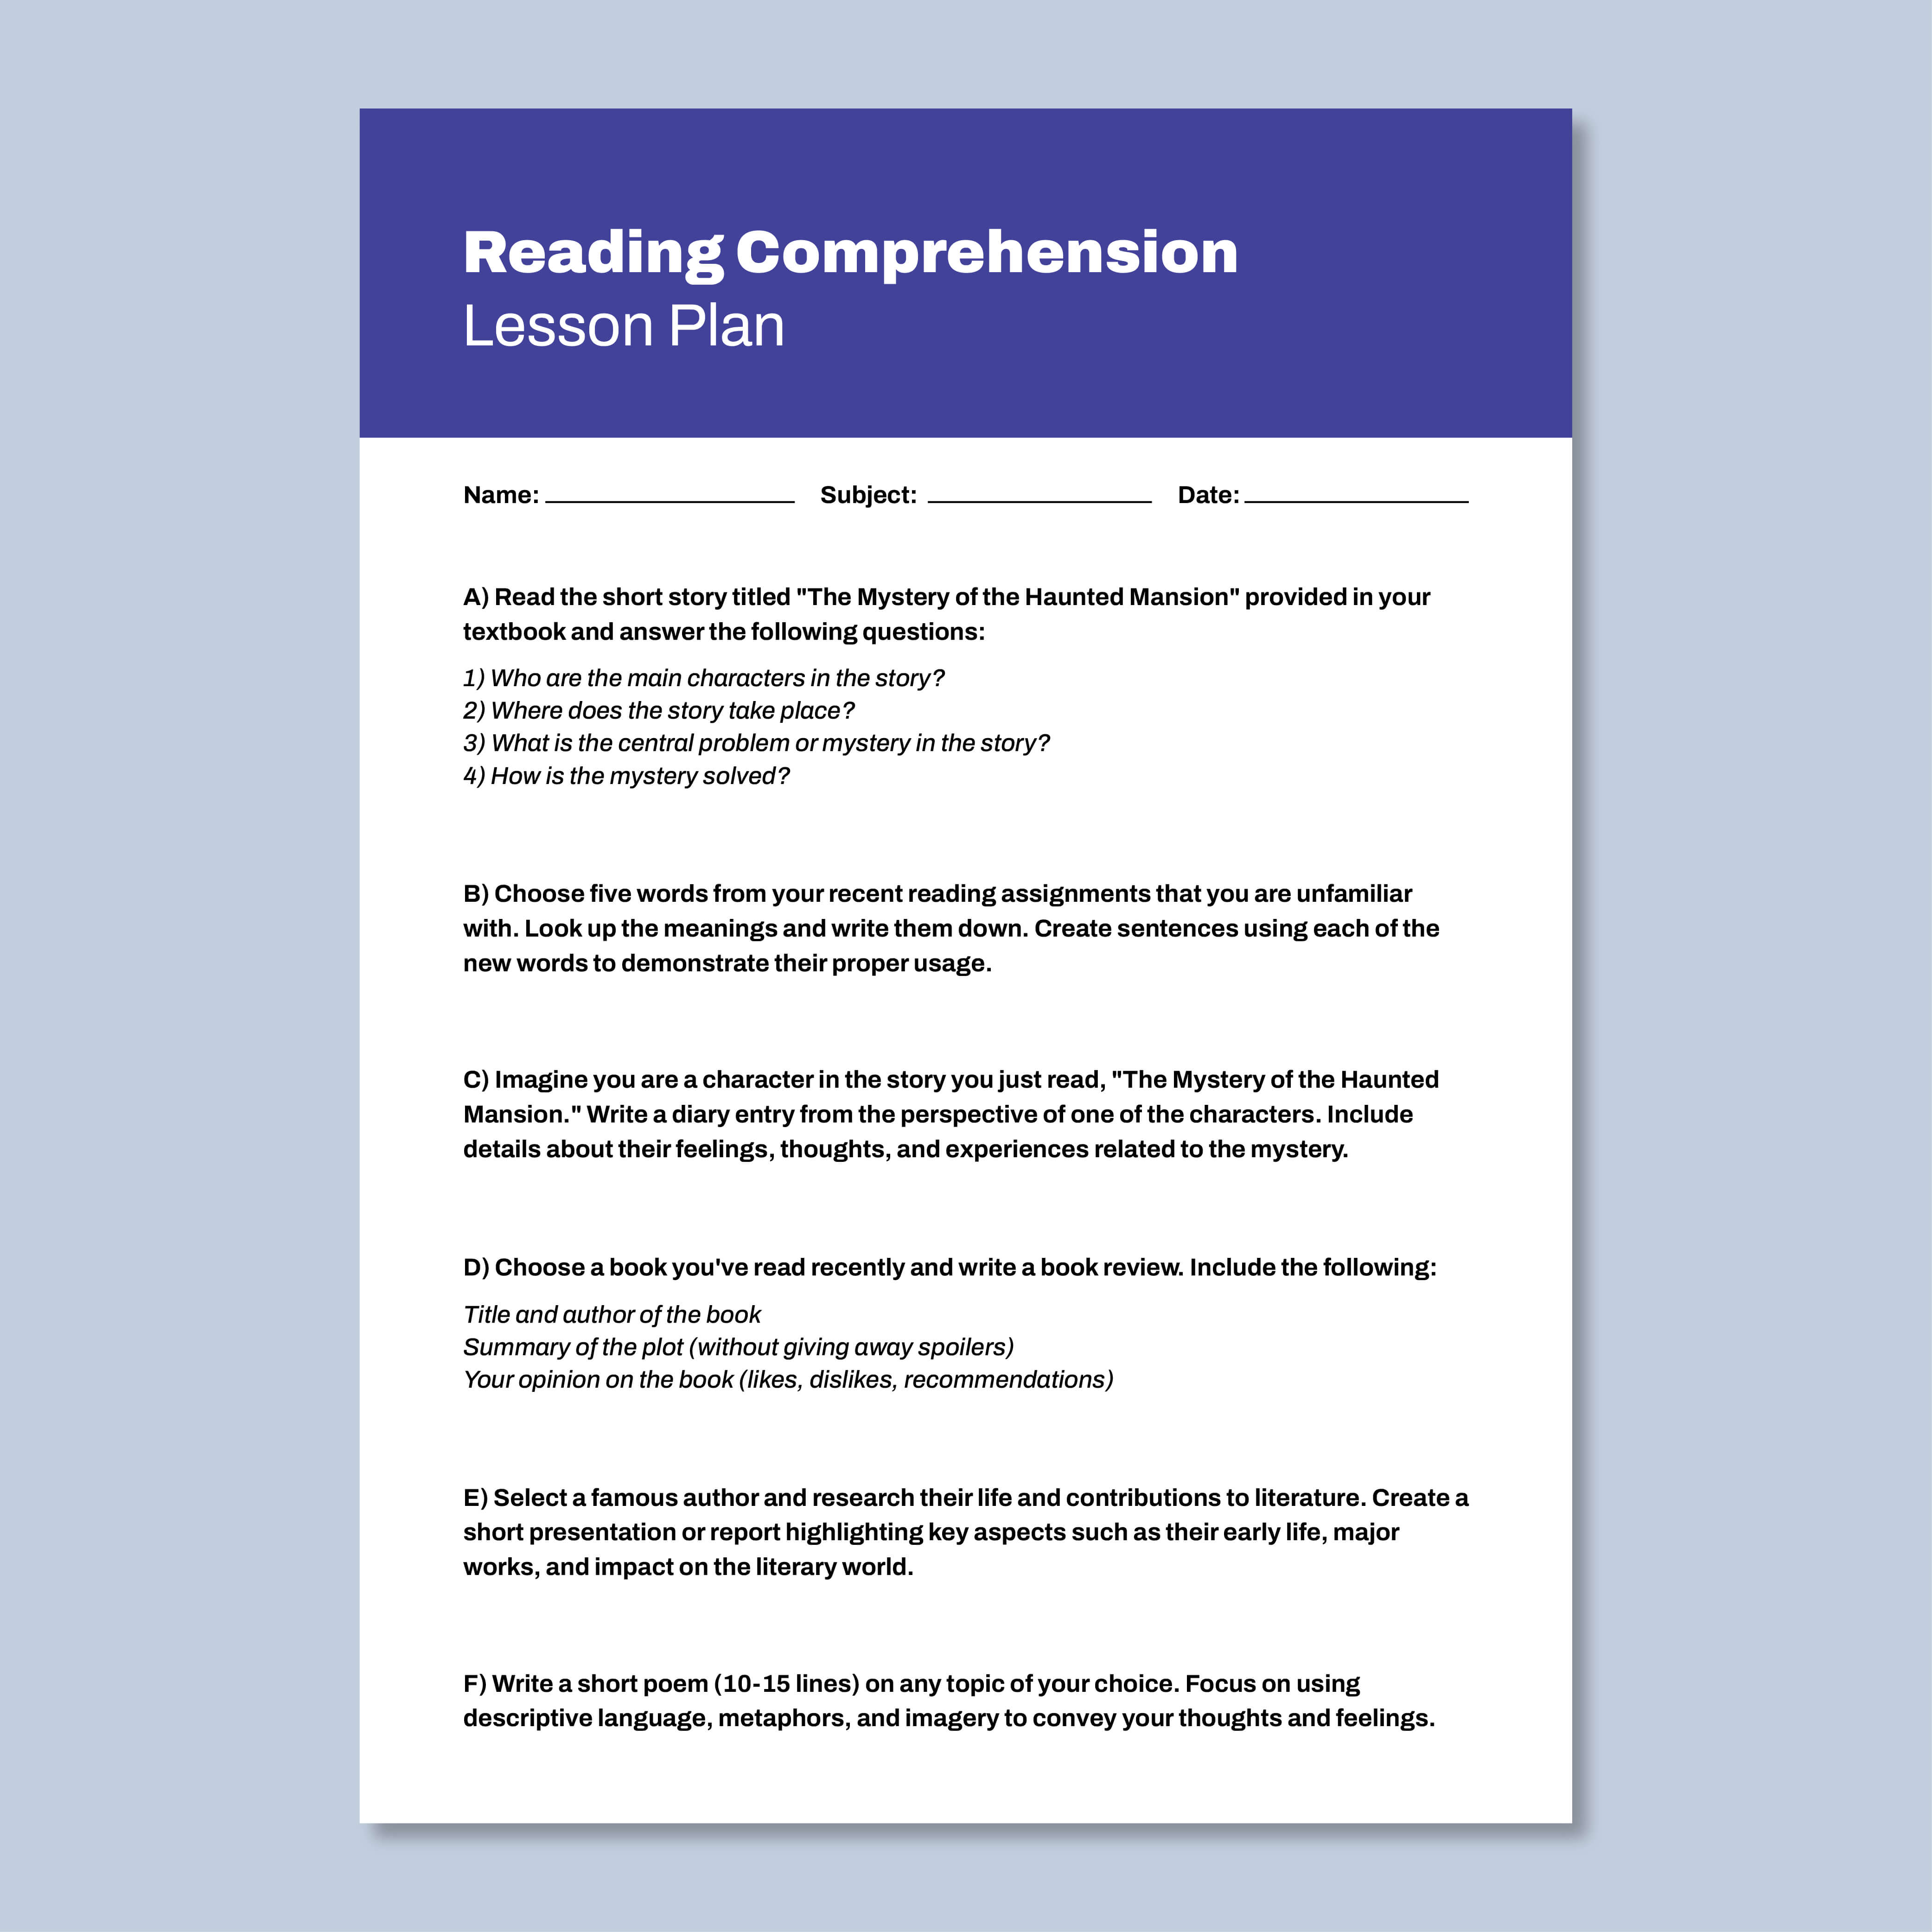 Reading Comprehension
Lesson Plan
Name: Subject: Date:
A) Read the short story titled "The Mystery of the Haunted Mansion" provided in your
textbook and answer the following questions:
1) Who are the main characters in the story?
2) Where does the story take place?
3) What is the central problem or mystery in the story?
4) How is the mystery solved?
B) Choose five words from your recent reading assignments that you are unfamiliar
with. Look up the meanings and write them down. Create sentences using each of the
new words to demonstrate their proper usage.
C) Imagine you are a character in the story you just read, "The Mystery of the Haunted
Mansion." Write a diary entry from the perspective of one of the characters. Include
details about their feelings, thoughts, and experiences related to the mystery.
D) Choose a book you've read recently and write a book review. Include the following:
Title and author of the book
Summary of the plot (without giving away spoilers)
Your opinion on the book (likes, dislikes, recommendations)
E) Select a famous author and research their life and contributions to literature. Create a
short presentation or report highlighting key aspects such as their early life, major
works, and impact on the literary world.
F) Write a short poem (10-15 lines) on any topic of your choice. Focus on using
descriptive language, metaphors, and imagery to convey your thoughts and feelings.